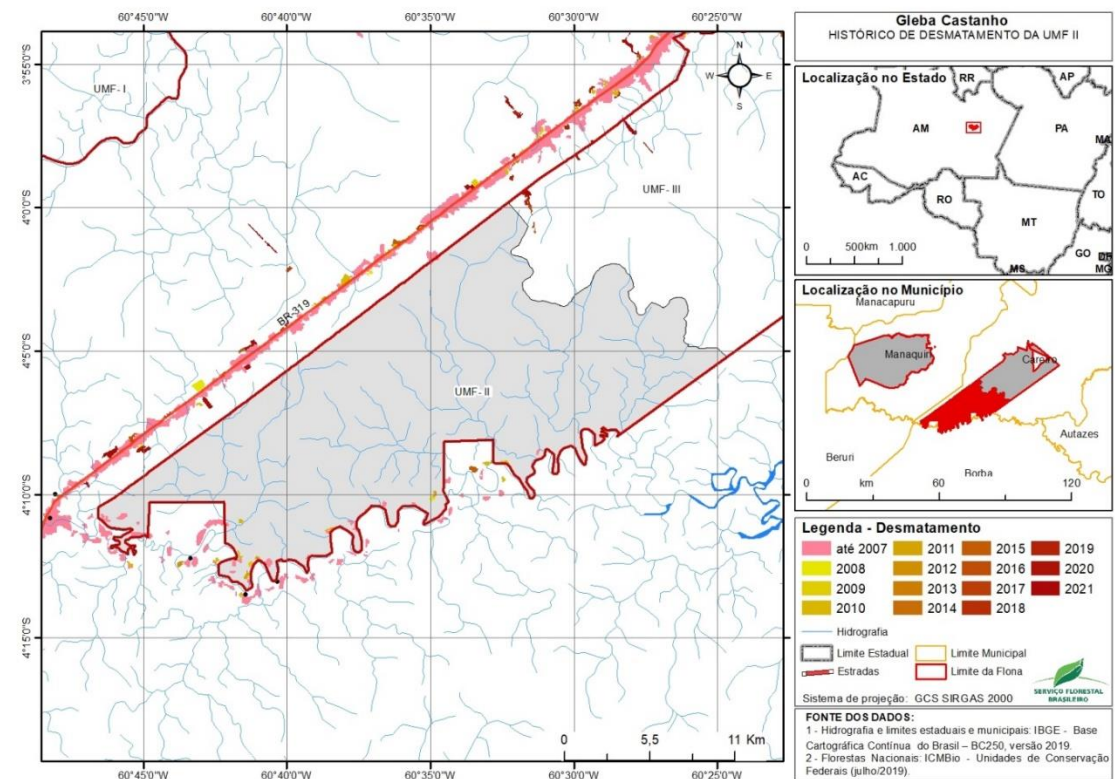 60°45'0"O 60°40'0"O 60°35'0"O 60°30'0"O 60°25'0"O
3°55'0"S
4°0'0"S
4°5'0"S
4°10'0"S
4°15'0"S
N
W E
S
UMF- I
UMF- III
BR-319
UMF- II
0 5,5 11 Km
60°45'0"O 60°40'0"O 60°35'0"O 60°30'0"O 60°25'0"O
Gleba Castanho
HISTÓRICO DE DESMATAMENTO DA UMF II
Localização no Estado
RR AP
AM PA
MA
AC
RO
TO
MT
GO
DF
MS MG
0 500km 1.000
Localização no Município
Manacapuru
Manaquiri
Careiro
Autazes
Beruri
Borba
0 km 60 120
Legenda - Desmatamento
até 2007 2011 2015 2019
2008 2012 2016 2020
2009 2013 2017 2021
2010 2014 2018
Hidrografia
Limite Estadual Limite Municipal
Estradas Limite da Flona
SERVIÇO FLORESTAL
BRASILEIRO
Sistema de projeção: GCS SIRGAS 2000
FONTE DOS DADOS:
1 - Hidrografia e limites estaduais e municipais: IBGE - Base
Cartográfica Contínua do Brasil – BC250, versão 2019.
2 - Florestas Nacionais: ICMBio - Unidades de Conservação
Federais (julho/2019).